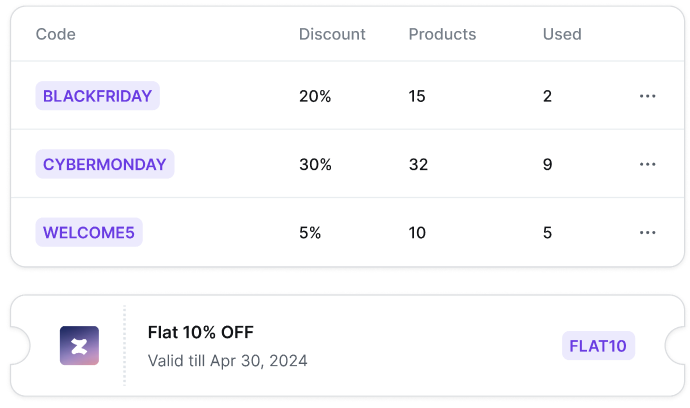 Code Discount Products Used
BLACKFRIDAY 20% 15 2
CYBERMONDAY 30% 32 9
WELCOME5 5% 10 5
Flat 10% OFF
Valid till Apr 30, 2024
FLAT10